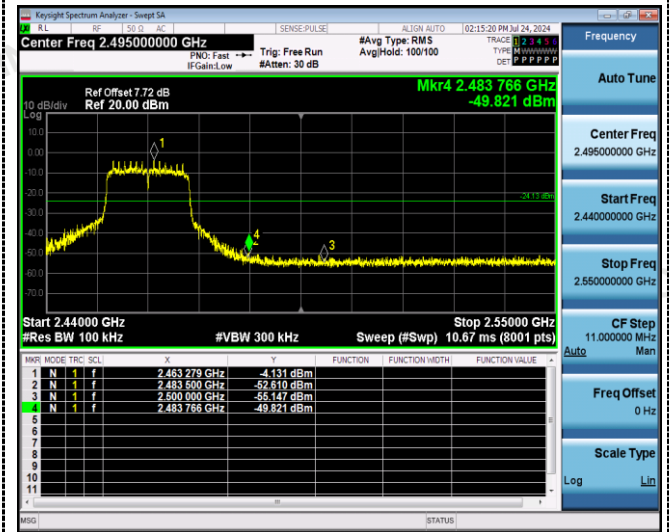 Keysight Spectrum Analyzer - Swept SA
RL RF 50 Ω AC SENSE:PULSE ALIGN AUTO 02:15:20 PM Jul 24, 2024
Center Freq 2.495000000 GHz
PNO: Fast
IFGain:Low
Trig: Free Run
#Atten: 30 dB
#Avg Type: RMS
Avg|Hold: 100/100
TRACE 1 2 3 4 5 6
TYPE M W W W W W
DET P P P P P P
Frequency
Ref Offset 7.72 dB
10 dB/div Ref 20.00 dBm
Log
Mkr4 2.483 766 GHz
-49.821 dBm
10.0
0.00
-10.0
-20.0
-30.0
-40.0
-50.0
-60.0
-70.0
1
4
3
-24.13 dBm
Start 2.44000 GHz Stop 2.55000 GHz
#Res BW 100 kHz #VBW 300 kHz Sweep (#Swp) 10.67 ms (8001 pts)
MKR MODE TRC SCL X Y FUNCTION FUNCTION WIDTH FUNCTION VALUE
1 N 1 f 2.463 279 GHz -4.131 dBm
2 N 1 f 2.483 500 GHz -52.610 dBm
3 N 1 f 2.500 000 GHz -55.147 dBm
4 N 1 f 2.483 766 GHz -49.821 dBm
5
6
7
8
9
10
11
MSG STATUS
Auto Tune
Center Freq
2.495000000 GHz
Start Freq
2.440000000 GHz
Stop Freq
2.550000000 GHz
CF Step
11.000000 MHz
Auto Man
Freq Offset
0 Hz
Scale Type
Log Lin